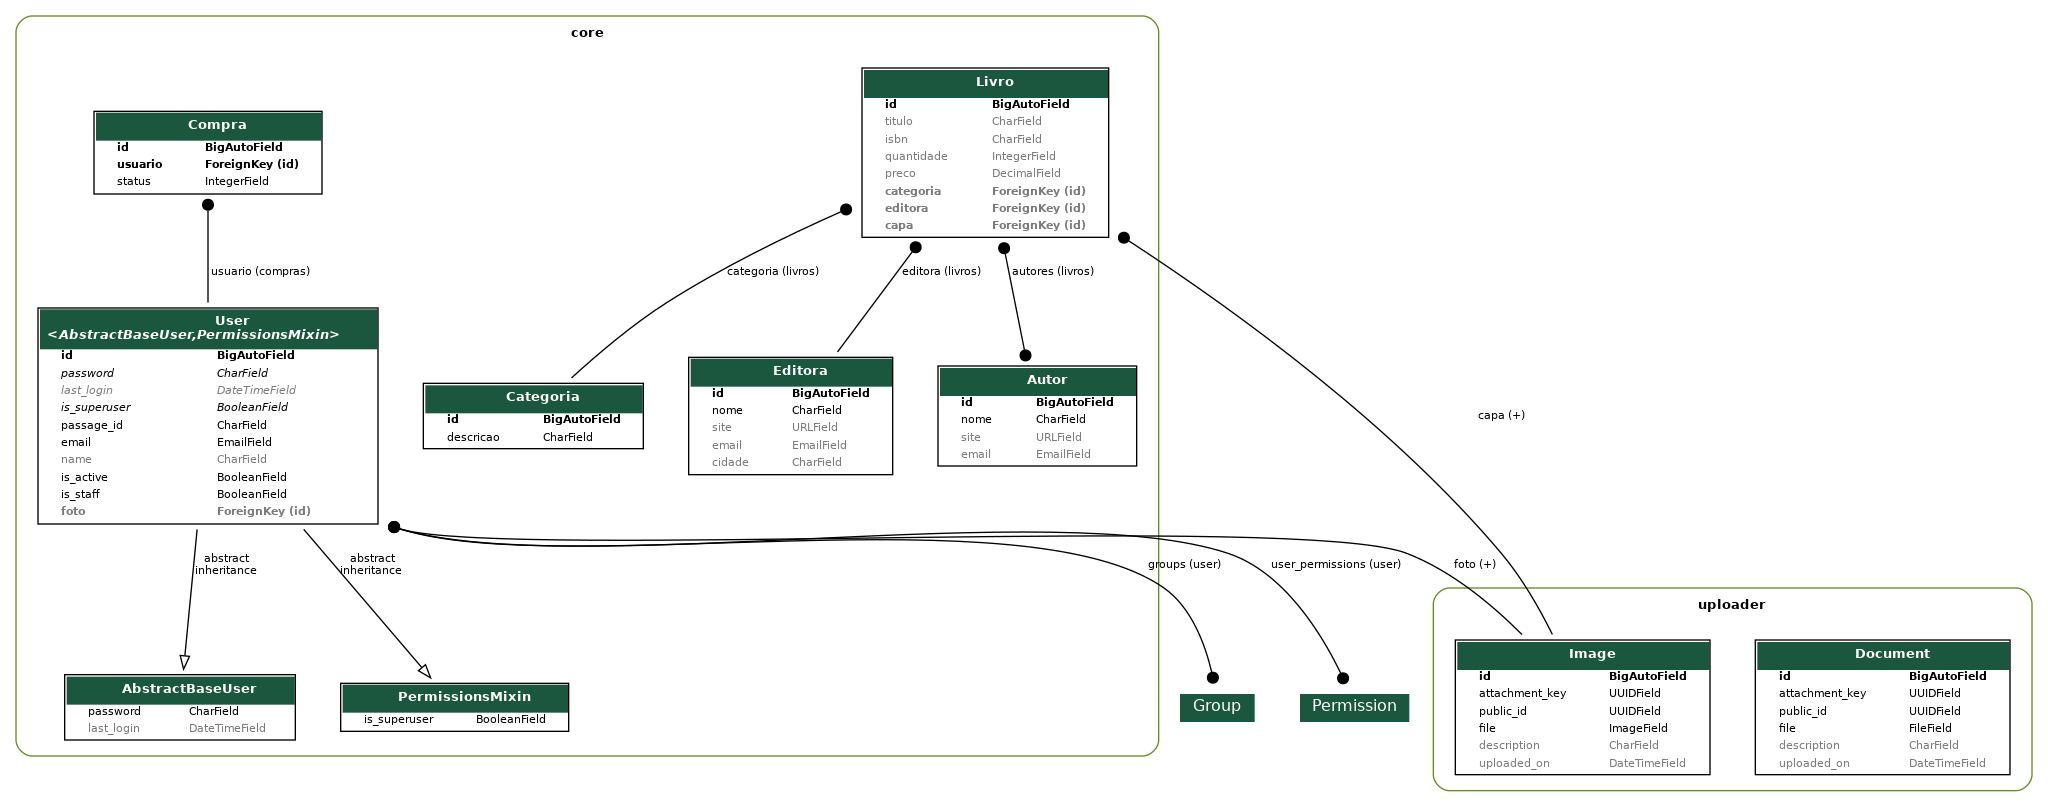 core
Livro
id BigAutoField
titulo CharField
isbn CharField
quantidade IntegerField
preco DecimalField
categoria ForeignKey (id)
editora ForeignKey (id)
capa ForeignKey (id)
Compra
id BigAutoField
usuario ForeignKey (id)
status IntegerField
usuario (compras)
categoria (livros)
editora (livros)
autores (livros)
User
<AbstractBaseUser,PermissionsMixin>
id BigAutoField
password CharField
last_login DateTimeField
is_superuser BooleanField
passage_id CharField
email EmailField
name CharField
is_active BooleanField
is_staff BooleanField
foto ForeignKey (id)
Categoria
id BigAutoField
descricao CharField
Editora
id BigAutoField
nome CharField
site URLField
email EmailField
cidade CharField
Autor
id BigAutoField
nome CharField
site URLField
email EmailField
capa (+)
abstract
inheritance
abstract
inheritance
groups (user)
user_permissions (user)
foto (+)
AbstractBaseUser
password CharField
last_login DateTimeField
PermissionsMixin
is_superuser BooleanField
Group
Permission
uploader
Image
id BigAutoField
attachment_key UUIDField
public_id UUIDField
file ImageField
description CharField
uploaded_on DateTimeField
Document
id BigAutoField
attachment_key UUIDField
public_id UUIDField
file FileField
description CharField
uploaded_on DateTimeField